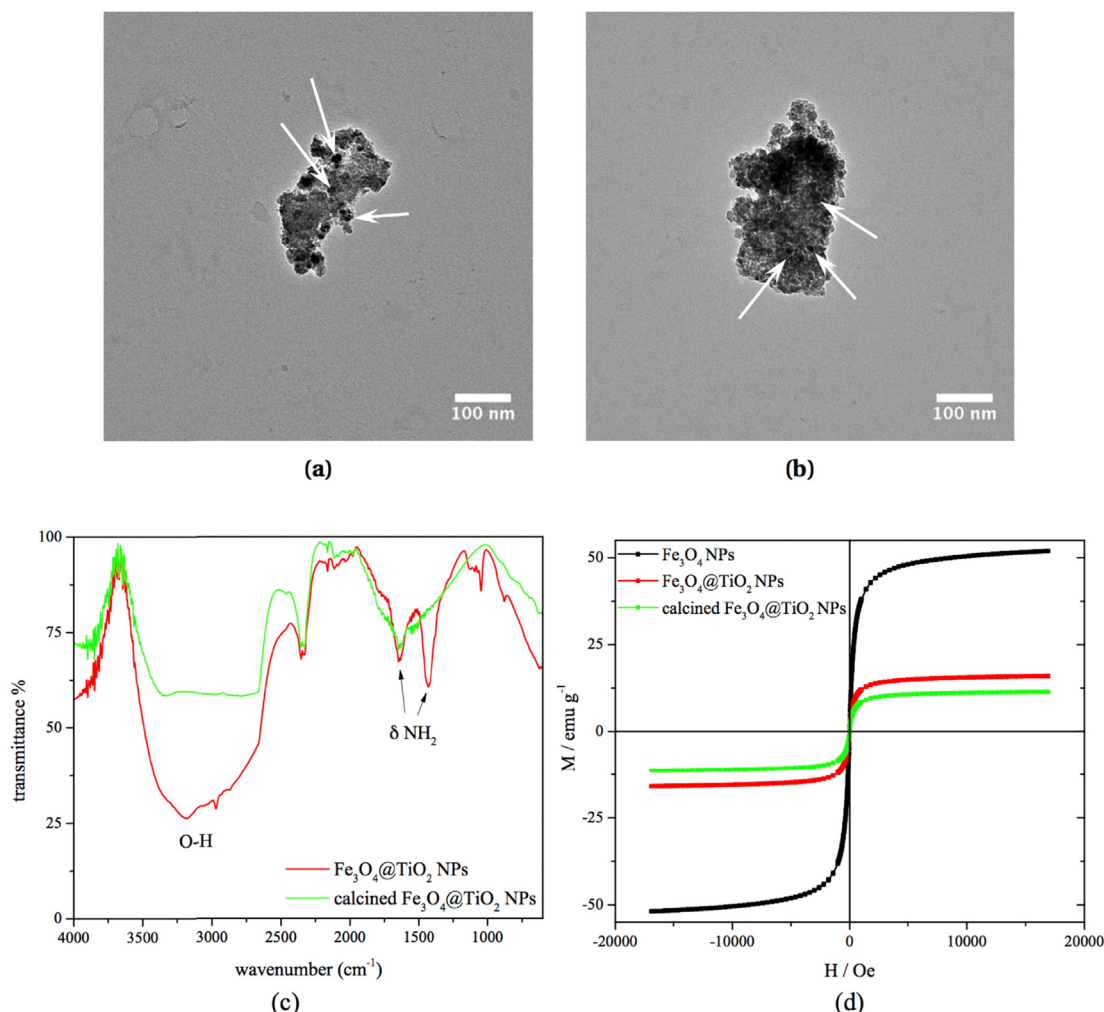 100 nm
100 nm
(a)
(b)
100
75
50
25
0
transmittance %
δ NH₂
O-H
Fe₃O₄@TiO₂ NPs
calcined Fe₃O₄@TiO₂ NPs
4000 3500 3000 2500 2000 1500 1000
wavenumber (cm⁻¹)
(c)
50
25
0
-25
-50
M / emu g⁻¹
Fe₃O₄ NPs
Fe₃O₄@TiO₂ NPs
calcined Fe₃O₄@TiO₂ NPs
-20000 -10000 0 10000 20000
H / Oe
(d)